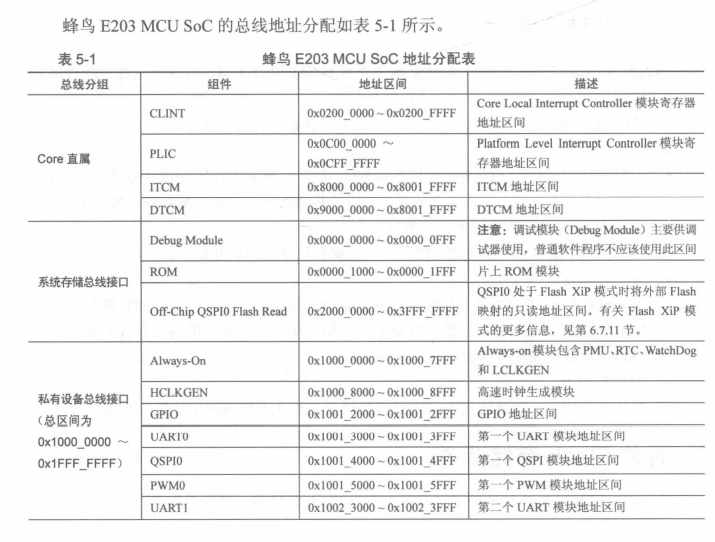 蜂鸟 E203 MCU SoC 的总线地址分配如表 5-1 所示。
表 5-1 蜂鸟 E203 MCU SoC 地址分配表
总线分组 组件 地址区间 描述
Core 直属
CLINT 0x0200_0000 ~ 0x0200_FFFF Core Local Interrupt Controller 模块寄存器
地址区间
PLIC 0x0C00_0000 ~
0x0CFF_FFFF
Platform Level Interrupt Controller 模块寄
存器地址区间
ITCM 0x8000_0000 ~ 0x8001_FFFF ITCM 地址区间
DTCM 0x9000_0000 ~ 0x8001_FFFF DTCM 地址区间
系统存储总线接口
Debug Module 0x0000_0000 ~ 0x0000_0FFF 注意：调试模块（Debug Module）主要供调
试器使用，普通软件程序不应该使用此区间
ROM 0x0000_1000 ~ 0x0000_1FFF 片上 ROM 模块
Off-Chip QSPI0 Flash Read 0x2000_0000 ~ 0x3FFF_FFFF QSPI0 处于 Flash XiP 模式时将外部 Flash
映射的只读地址区间。有关 Flash XiP 模
式的更多信息，见第 6.7.11 节。
私有设备总线接口
（总区间为
0x1000_0000 ~
0x1FFF_FFFF）
Always-On 0x1000_0000 ~ 0x1000_7FFF Always-on 模块包含 PMU、RTC、WatchDog
和 LCLKGEN
HCLKGEN 0x1000_8000 ~ 0x1000_8FFF 高速时钟生成模块
GPIO 0x1001_2000 ~ 0x1001_2FFF GPIO 地址区间
UART0 0x1001_3000 ~ 0x1001_3FFF 第一个 UART 模块地址区间
QSPI0 0x1001_4000 ~ 0x1001_4FFF 第一个 QSPI 模块地址区间
PWM0 0x1001_5000 ~ 0x1001_5FFF 第一个 PWM 模块地址区间
UART1 0x1002_3000 ~ 0x1002_3FFF 第二个 UART 模块地址区间